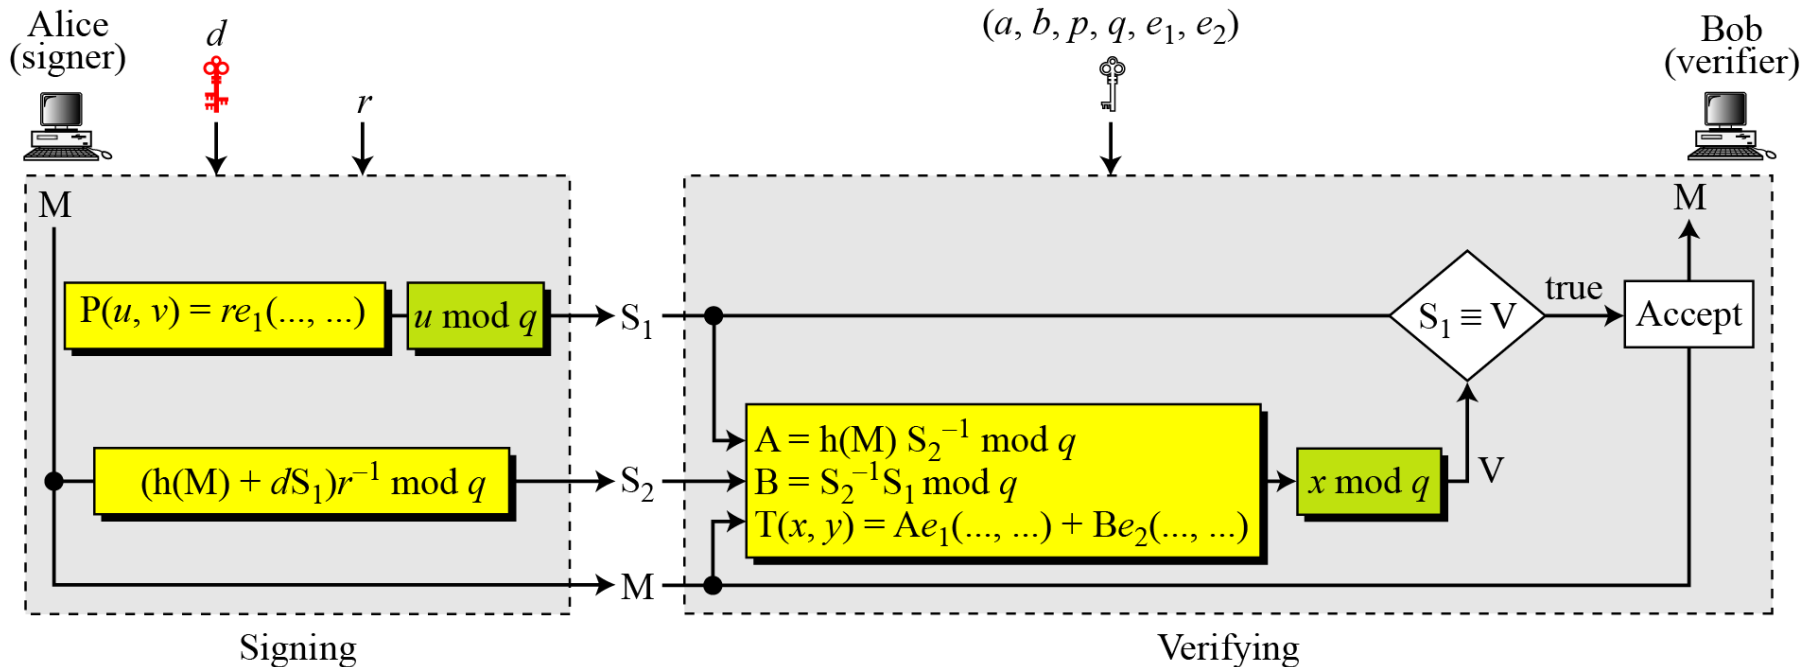 Alice
(signer)
d
r
(a, b, p, q, e₁, e₂)
Bob
(verifier)
M
P(u, v) = re₁(..., ...)
u mod q
S₁
(h(M) + dS₁)r⁻¹ mod q
S₂
M
A = h(M) S₂⁻¹ mod q
B = S₂⁻¹S₁ mod q
T(x, y) = Ae₁(..., ...) + Be₂(..., ...)
x mod q
V
S₁ ≡ V
true
Accept
M
Signing
Verifying